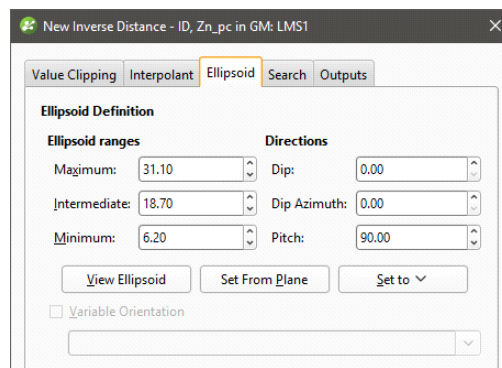 New Inverse Distance - ID, Zn_pc in GM: LMS1
Value Clipping Interpolant Ellipsoid Search Outputs
Ellipsoid Definition
Ellipsoid ranges Directions
Maximum: 31.10 Dip: 0.00
Intermediate: 18.70 Dip Azimuth: 0.00
Minimum: 6.20 Pitch: 90.00
View Ellipsoid Set From Plane Set to
Variable Orientation